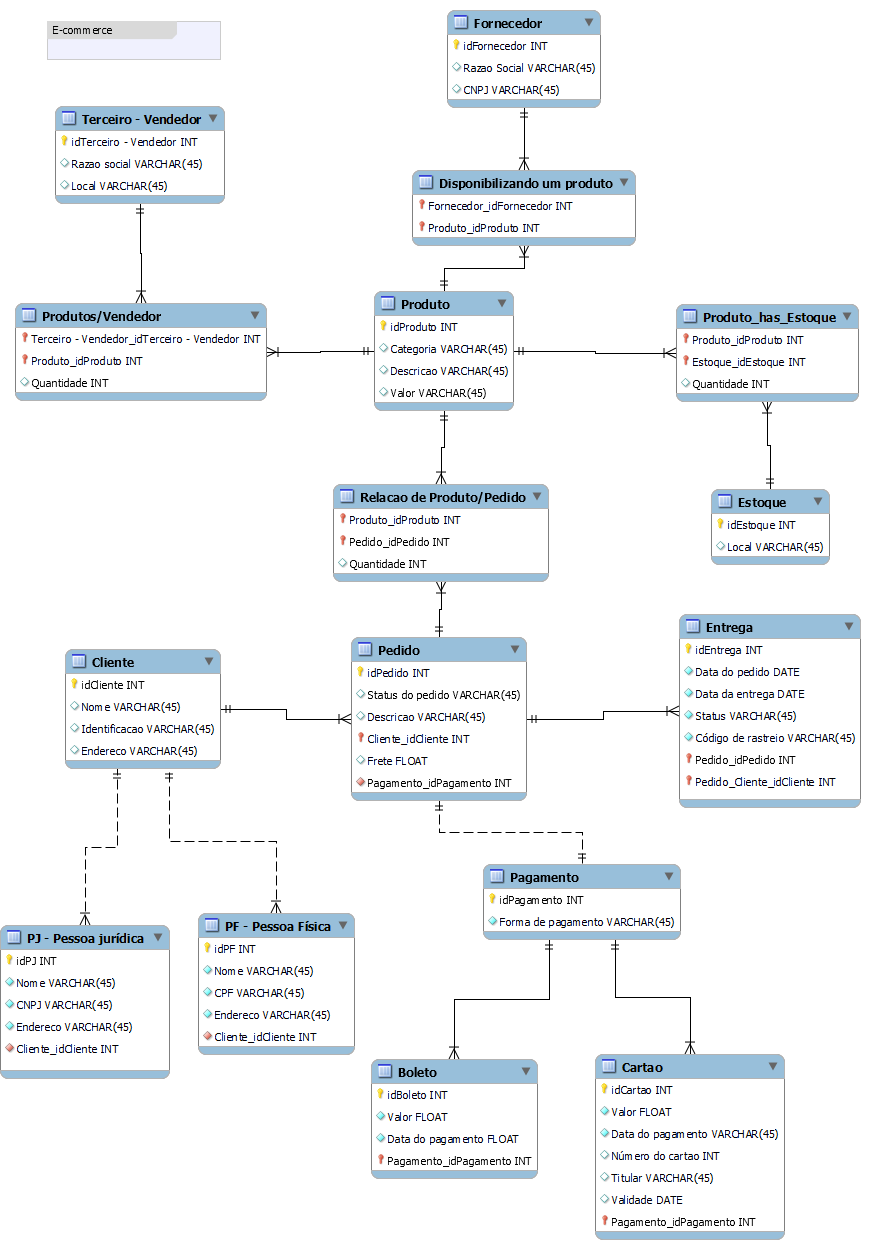 E-commerce
Fornecedor
idFornecedor INT
Razao Social VARCHAR(45)
CNPJ VARCHAR(45)
Terceiro - Vendedor
idTerceiro - Vendedor INT
Razao social VARCHAR(45)
Local VARCHAR(45)
Disponibilizando um produto
Fornecedor_idFornecedor INT
Produto_idProduto INT
Produtos/Vendedor
Terceiro - Vendedor_idTerceiro - Vendedor INT
Produto_idProduto INT
Quantidade INT
Produto
idProduto INT
Categoria VARCHAR(45)
Descricao VARCHAR(45)
Valor VARCHAR(45)
Produto_has_Estoque
Produto_idProduto INT
Estoque_idEstoque INT
Quantidade INT
Relacao de Produto/Pedido
Produto_idProduto INT
Pedido_idPedido INT
Quantidade INT
Estoque
idEstoque INT
Local VARCHAR(45)
Cliente
idCliente INT
Nome VARCHAR(45)
Identificacao VARCHAR(45)
Endereco VARCHAR(45)
Pedido
idPedido INT
Status do pedido VARCHAR(45)
Descricao VARCHAR(45)
Cliente_idCliente INT
Frete FLOAT
Pagamento_idPagamento INT
Entrega
idEntrega INT
Data do pedido DATE
Data da entrega DATE
Status VARCHAR(45)
Código de rastreio VARCHAR(45)
Pedido_idPedido INT
Pedido_Cliente_idCliente INT
Pagamento
idPagamento INT
Forma de pagamento VARCHAR(45)
PJ - Pessoa jurídica
idPJ INT
Nome VARCHAR(45)
CNPJ VARCHAR(45)
Endereco VARCHAR(45)
Cliente_idCliente INT
PF - Pessoa Física
idPF INT
Nome VARCHAR(45)
CPF VARCHAR(45)
Endereco VARCHAR(45)
Cliente_idCliente INT
Boleto
idBoleto INT
Valor FLOAT
Data do pagamento FLOAT
Pagamento_idPagamento INT
Cartao
idCartao INT
Valor FLOAT
Data do pagamento VARCHAR(45)
Número do cartao INT
Titular VARCHAR(45)
Validade DATE
Pagamento_idPagamento INT